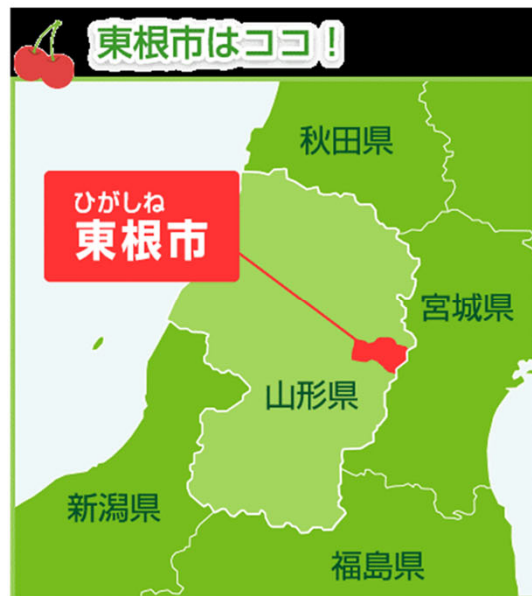 東根市はココ！
秋田県
ひがしね
東根市
宮城県
山形県
新潟県
福島県